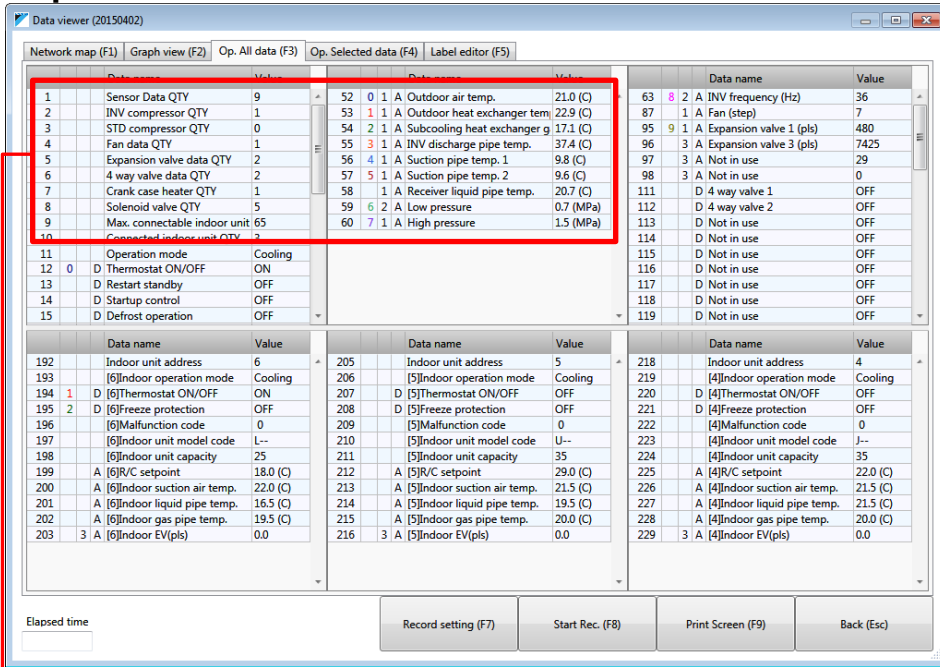 Data viewer (20150402)
Network map (F1) Graph view (F2) Op. All data (F3) Op. Selected data (F4) Label editor (F5)
Value
1 Sensor Data QTY 9
2 INV compressor QTY 1
3 STD compressor QTY 0
4 Fan data QTY 1
5 Expansion valve data QTY 2
6 4 way valve data QTY 2
7 Crank case heater QTY 1
8 Solenoid valve QTY 5
9 Max. connectable indoor unit 65
10 Connected indoor unit QTY 3
11 Operation mode Cooling
12 0 D Thermostat ON/OFF ON
13 D Restart standby OFF
14 D Startup control OFF
15 D Defrost operation OFF
52 0 1 A Outdoor air temp. 21.0 (C)
53 1 1 A Outdoor heat exchanger tem 22.9 (C)
54 2 1 A Subcooling heat exchanger g 17.1 (C)
55 3 1 A INV discharge pipe temp. 37.4 (C)
56 4 1 A Suction pipe temp. 1 9.8 (C)
57 5 1 A Suction pipe temp. 2 9.6 (C)
58 1 A Receiver liquid pipe temp. 20.7 (C)
59 6 2 A Low pressure 0.7 (MPa)
60 7 1 A High pressure 1.5 (MPa)
Data name Value
63 8 2 A INV frequency (Hz) 36
87 1 A Fan (step) 7
95 9 1 A Expansion valve 1 (pls) 480
96 3 A Expansion valve 3 (pls) 7425
97 3 A Not in use 29
98 3 A Not in use 0
111 D 4 way valve 1 OFF
112 D 4 way valve 2 OFF
113 D Not in use OFF
114 D Not in use OFF
115 D Not in use OFF
116 D Not in use OFF
117 D Not in use OFF
118 D Not in use OFF
119 D Not in use OFF
Data name Value
192 Indoor unit address 6
193 [6]Indoor operation mode Cooling
194 1 D [6]Thermostat ON/OFF ON
195 2 D [6]Freeze protection OFF
196 [6]Malfunction code 0
197 [6]Indoor unit model code L--
198 [6]Indoor unit capacity 25
199 A [6]R/C setpoint 18.0 (C)
200 A [6]Indoor suction air temp. 22.0 (C)
201 A [6]Indoor liquid pipe temp. 16.5 (C)
202 A [6]Indoor gas pipe temp. 19.5 (C)
203 3 A [6]Indoor EV(pls) 0.0
Data name Value
205 Indoor unit address 5
206 [5]Indoor operation mode Cooling
207 D [5]Thermostat ON/OFF OFF
208 D [5]Freeze protection OFF
209 [5]Malfunction code 0
210 [5]Indoor unit model code U--
211 [5]Indoor unit capacity 35
212 A [5]R/C setpoint 29.0 (C)
213 A [5]Indoor suction air temp. 21.5 (C)
214 A [5]Indoor liquid pipe temp. 19.5 (C)
215 A [5]Indoor gas pipe temp. 20.0 (C)
216 3 A [5]Indoor EV(pls) 0.0
Data name Value
218 Indoor unit address 4
219 [4]Indoor operation mode Cooling
220 D [4]Thermostat ON/OFF OFF
221 D [4]Freeze protection OFF
222 [4]Malfunction code 0
223 [4]Indoor unit model code J--
224 [4]Indoor unit capacity 35
225 A [4]R/C setpoint 22.0 (C)
226 A [4]Indoor suction air temp. 21.5 (C)
227 A [4]Indoor liquid pipe temp. 21.5 (C)
228 A [4]Indoor gas pipe temp. 20.0 (C)
229 3 A [4]Indoor EV(pls) 0.0
Elapsed time
Record setting (F7) Start Rec. (F8) Print Screen (F9) Back (Esc)